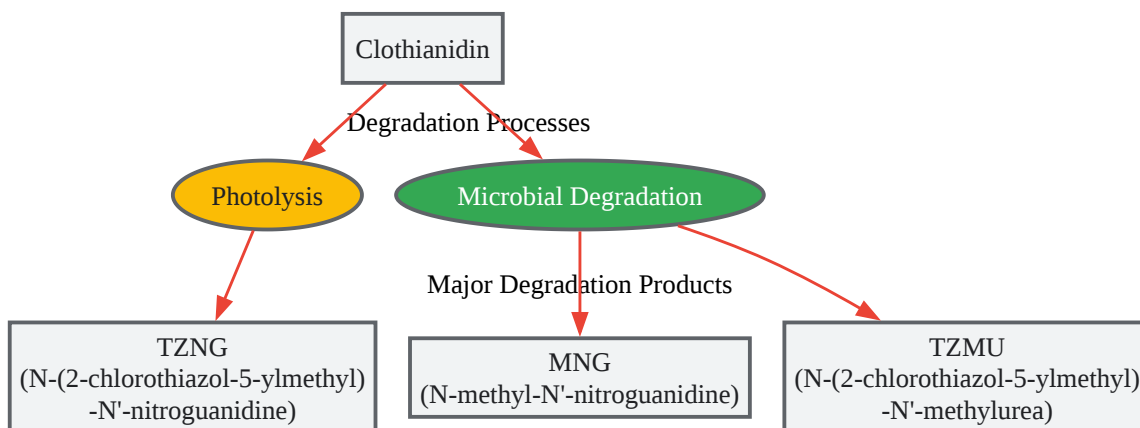 Clothianidin
Degradation Processes
Photolysis
Microbial Degradation
Major Degradation Products
TZNG
(N-(2-chlorothiazol-5-ylmethyl)
-N'-nitroguanidine)
MNG
(N-methyl-N'-nitroguanidine)
TZMU
(N-(2-chlorothiazol-5-ylmethyl)
-N'-methylurea)